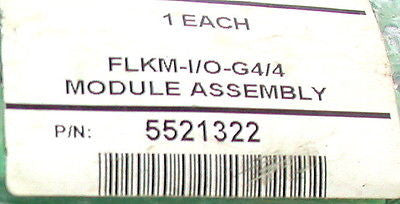 1 EACH
FLKM-I/O-G4/4
MODULE ASSEMBLY
P/N: 5521322